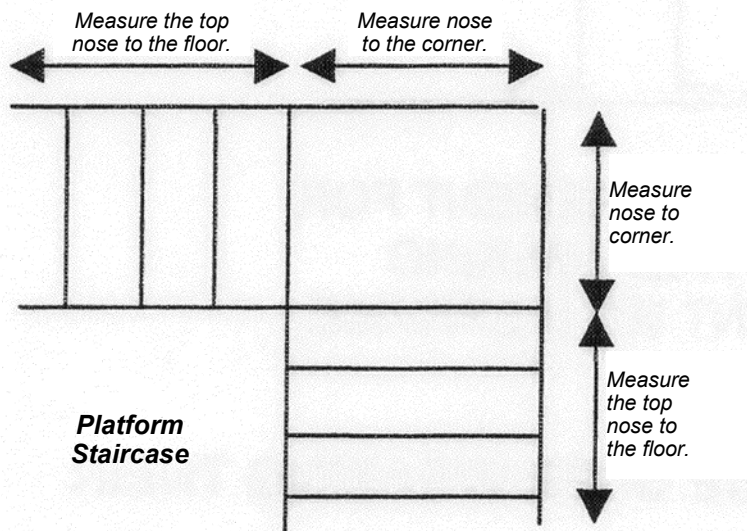 Measure the top
nose to the floor.
Measure nose
to the corner.
Measure
nose to
corner.
Measure
the top
nose to
the floor.
Platform
Staircase